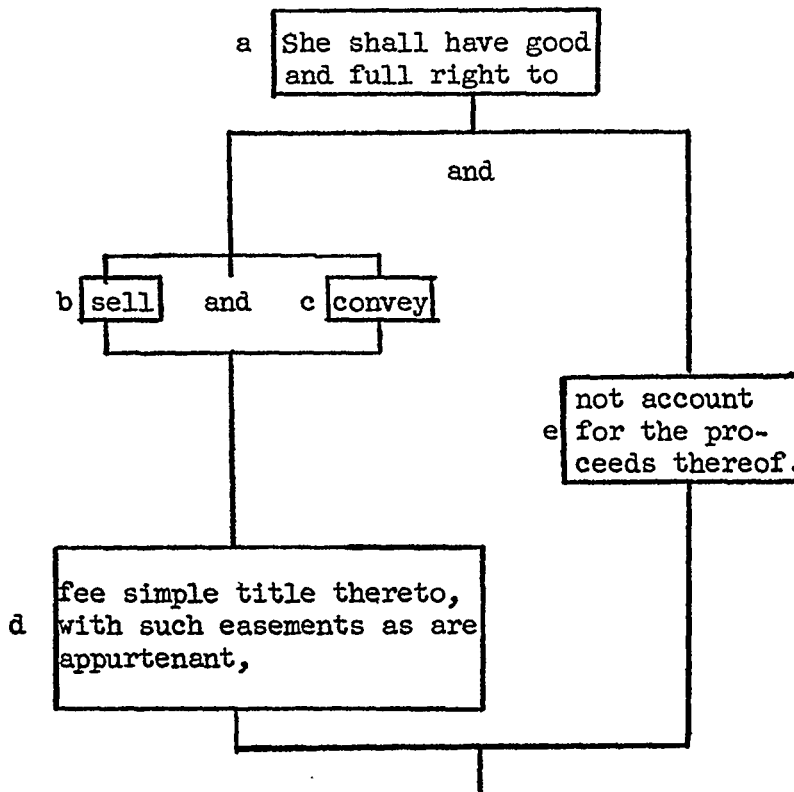 a She shall have good
and full right to
and
b sell and c convey
not account
e for the pro-
ceeds thereof.
fee simple title thereto,
d with such easements as are
appurtenant,